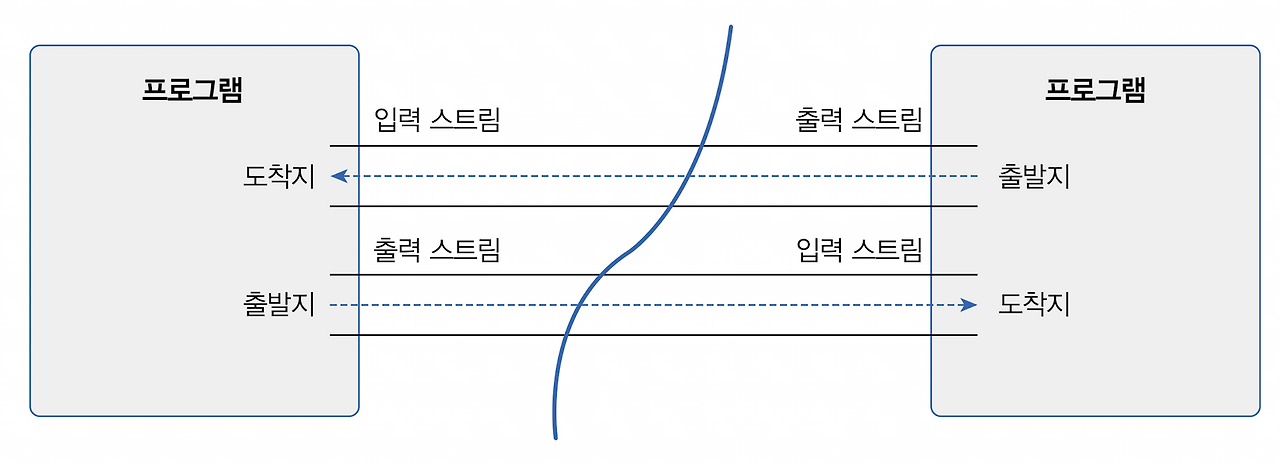 프로그램
프로그램
입력 스트림
출력 스트림
도착지
출발지
출력 스트림
입력 스트림
출발지
도착지